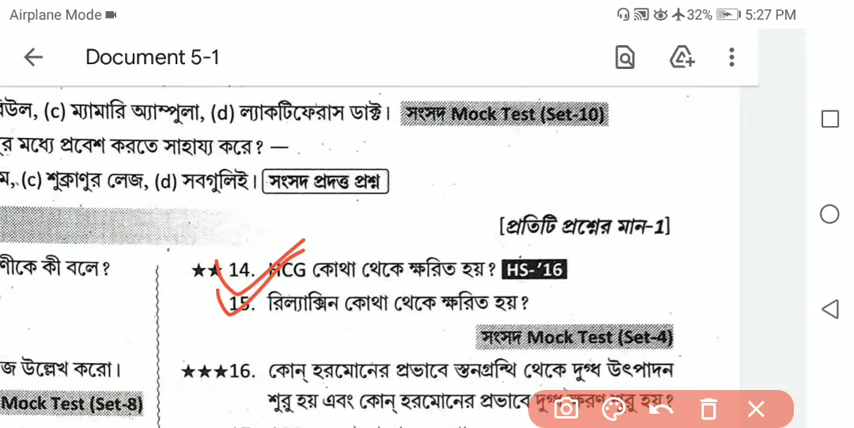 Airplane Mode 32% 5:27 PM
Document 5-1
(c) ম্যামারি অ্যাম্পুলা, (d) ল্যাকটিফেরাস ডাক্ট। সংসদ Mock Test (Set-10)
র মধ্যে প্রবেশ করতে সাহায্য করে? —
(c) শুক্রাণুর লেজ, (d) সবগুলিই। সংসদ প্রদত্ত প্রশ্ন
[প্রতিটি প্রশ্নের মান-1]
ণীকে কী বলে?
★★ 14. HCG কোথা থেকে ক্ষরিত হয়? HS-'16
15. রিল্যাক্সিন কোথা থেকে ক্ষরিত হয়?
সংসদ Mock Test (Set-4)
জ উল্লেখ করো।
Mock Test (Set-8)
★★★16. কোন্ হরমোনের প্রভাবে স্তনগ্রন্থি থেকে দুগ্ধ উৎপাদন
শুরু হয় এবং কোন্ হরমোনের প্রভাবে দুগ্ধ ক্ষরণ শুরু হয়?